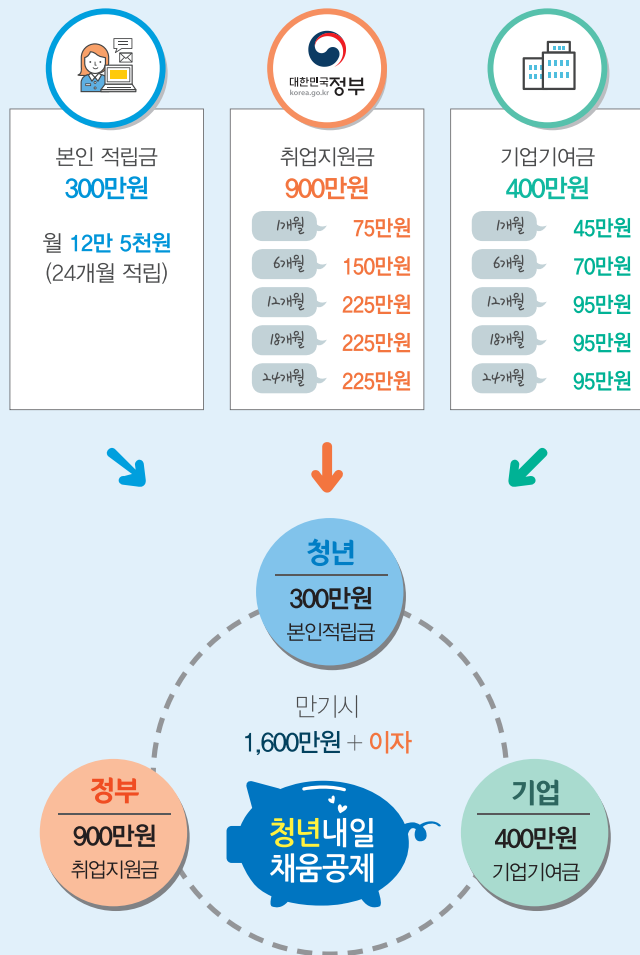 대한민국정부
korea.go.kr
본인 적립금
300만원
월 12만 5천원
(24개월 적립)
취업지원금
900만원
1개월 75만원
6개월 150만원
12개월 225만원
18개월 225만원
24개월 225만원
기업기여금
400만원
1개월 45만원
6개월 70만원
12개월 95만원
18개월 95만원
24개월 95만원
청년
300만원
본인적립금
만기시
1,600만원 + 이자
정부
900만원
취업지원금
청년내일
채움공제
기업
400만원
기업기여금